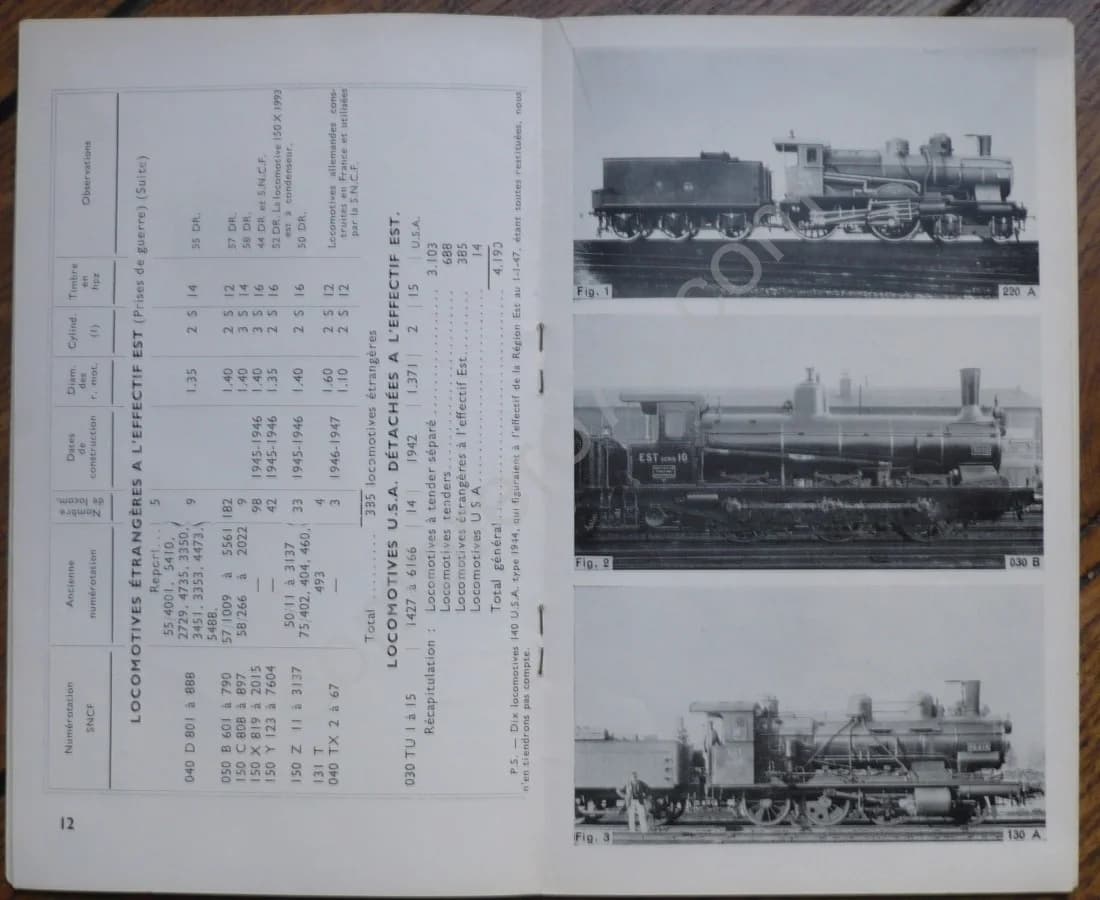 LOCOMOTIVES ÉTRANGÈRES A L'EFFECTIF EST (Prises de guerre) (Suite)
Numérotation SNCF | Ancienne numérotation | Nombre de locom. | Dates de construction | Diam. des r. mot. | Cylind. (l) | Timbre en hpz | Observations
Report... 5
040 D 801 à 888 | 55/4001, 5410, 2729, 4735, 3350, 3451, 3353, 4473, 5488. | 9 | 1.35 | 2 S | 14 | 55 DR.
050 B 601 à 790 | 57/1009 à 5561 | 182 | 1.40 | 2 S | 12 | 57 DR.
150 C 808 à 897 | 58/266 à 2022 | 9 | 1.40 | 3 S | 14 | 58 DR.
150 X 819 à 2015 | — | 98 | 1945-1946 | 1.40 | 3 S | 16 | 44 DR et S.N.C.F.
150 Y 123 à 7604 | — | 42 | 1945-1946 | 1.35 | 2 S | 16 | 52 DR. La locomotive 150 X 1993 est à condenseur.
150 Z 11 à 3137 | 50/11 à 3137 | 33 | 1945-1946 | 1.40 | 2 S | 16 | 50 DR.
131 T | 75/402, 404, 460, 493 | 4 | 1.60 | 2 S | 12
040 TX 2 à 67 | — | 3 | 1946-1947 | 1.10 | 2 S | 12 | Locomotives allemandes construites en France et utilisées par la S.N.C.F.
Total ......... 385 locomotives étrangères
LOCOMOTIVES U.S.A. DÉTACHÉES A L'EFFECTIF EST.
030 TU 1 à 15 | 1427 à 6166 | 14 | 1942 | 1.371 | 2 | 15 | U.S.A.
Récapitulation : Locomotives à tender séparé ......... 3.103
Locomotives tenders ......... 688
Locomotives étrangères à l'effectif Est ......... 385
Locomotives U S A ......... 14
Total général ......... 4.190
P.S. — Dix locomotives 140 U.S.A. type 1944, qui figuraient à l'effectif de la Région Est au 1-1-47, étant toutes restituées, nous
n'en tiendrons pas compte.
12
Fig. 1
220 A
EST SÉRIE 10
Fig. 2
030 B
Fig. 3
130 A